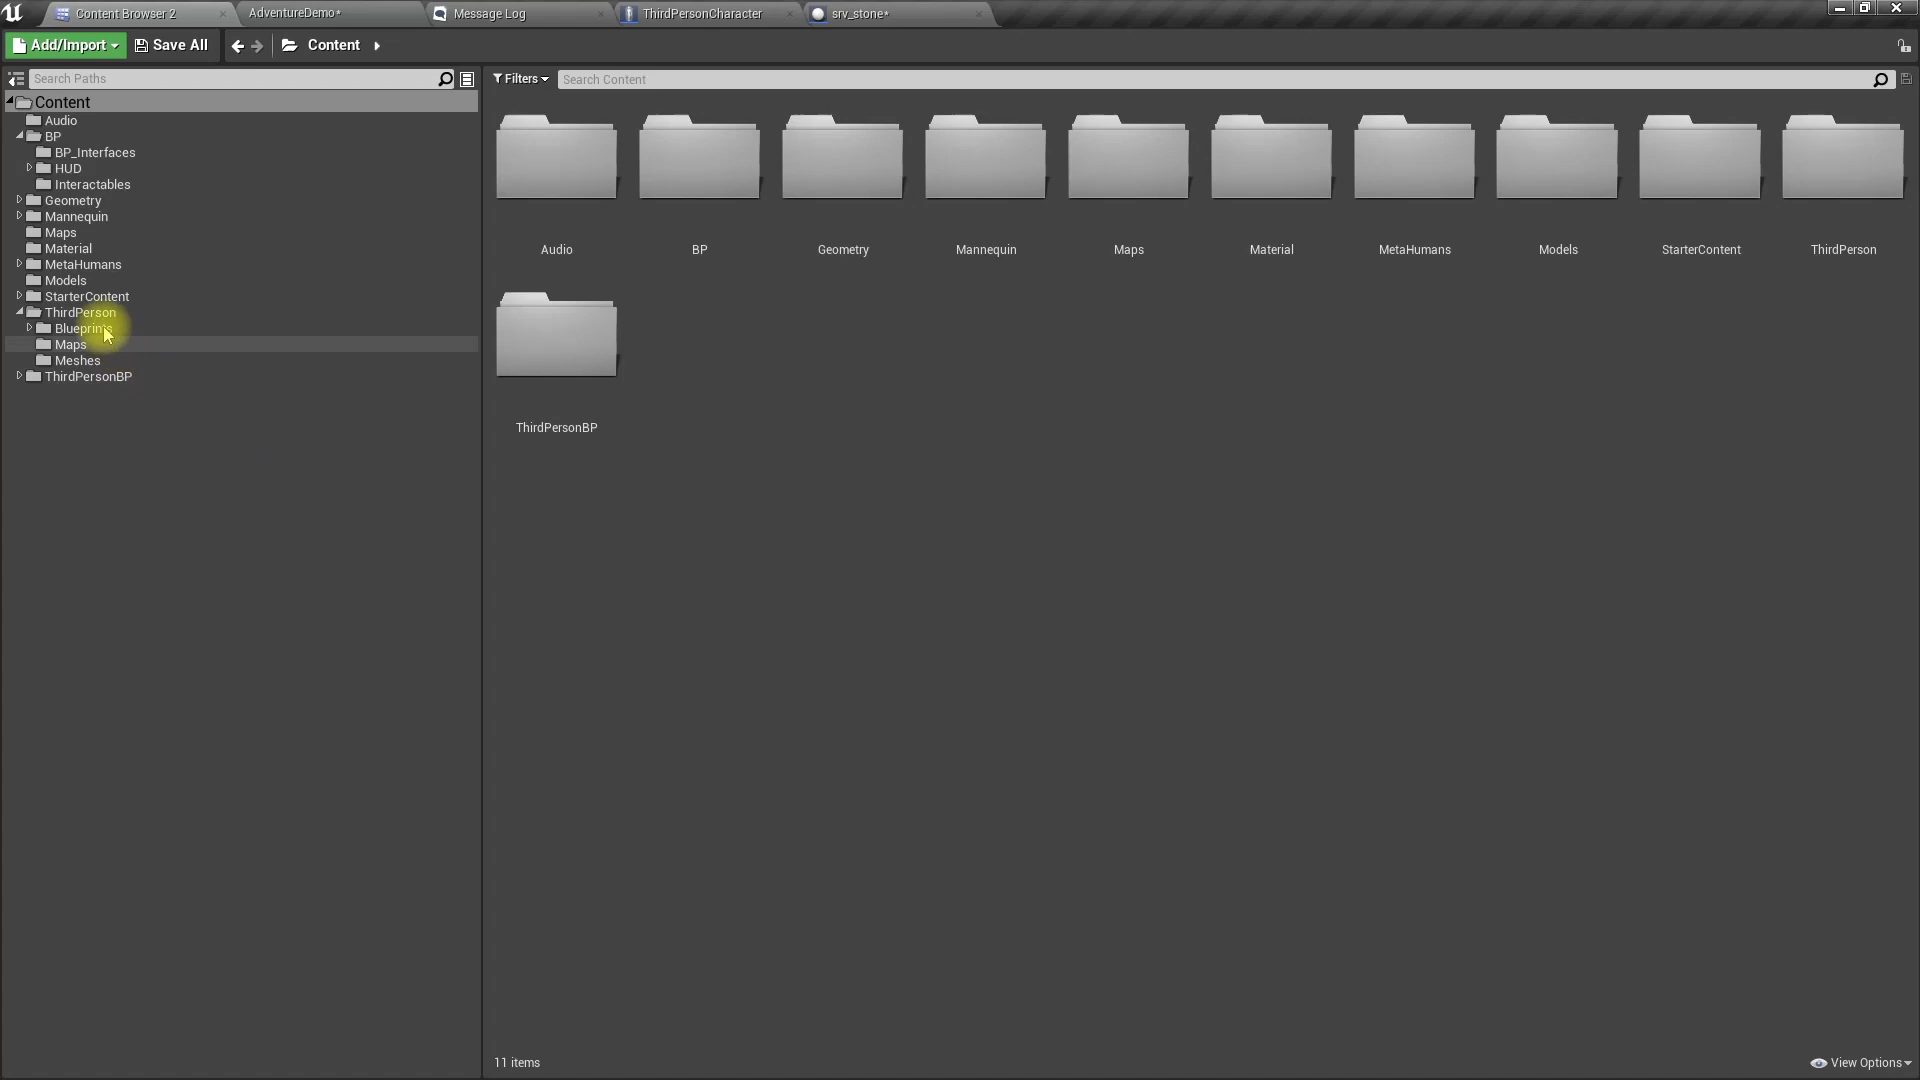 Content Browser 2
AdventureDemo*
Message Log
ThirdPersonCharacter
srv_stone*
Add/Import
Save All
Content
Search Paths
Filters
Search Content
Content
Audio
BP
BP_Interfaces
HUD
Interactables
Geometry
Mannequin
Maps
Material
MetaHumans
Models
StarterContent
ThirdPerson
Blueprints
Maps
Meshes
ThirdPersonBP
Audio
BP
Geometry
Mannequin
Maps
Material
MetaHumans
Models
StarterContent
ThirdPerson
ThirdPersonBP
11 items
View Options